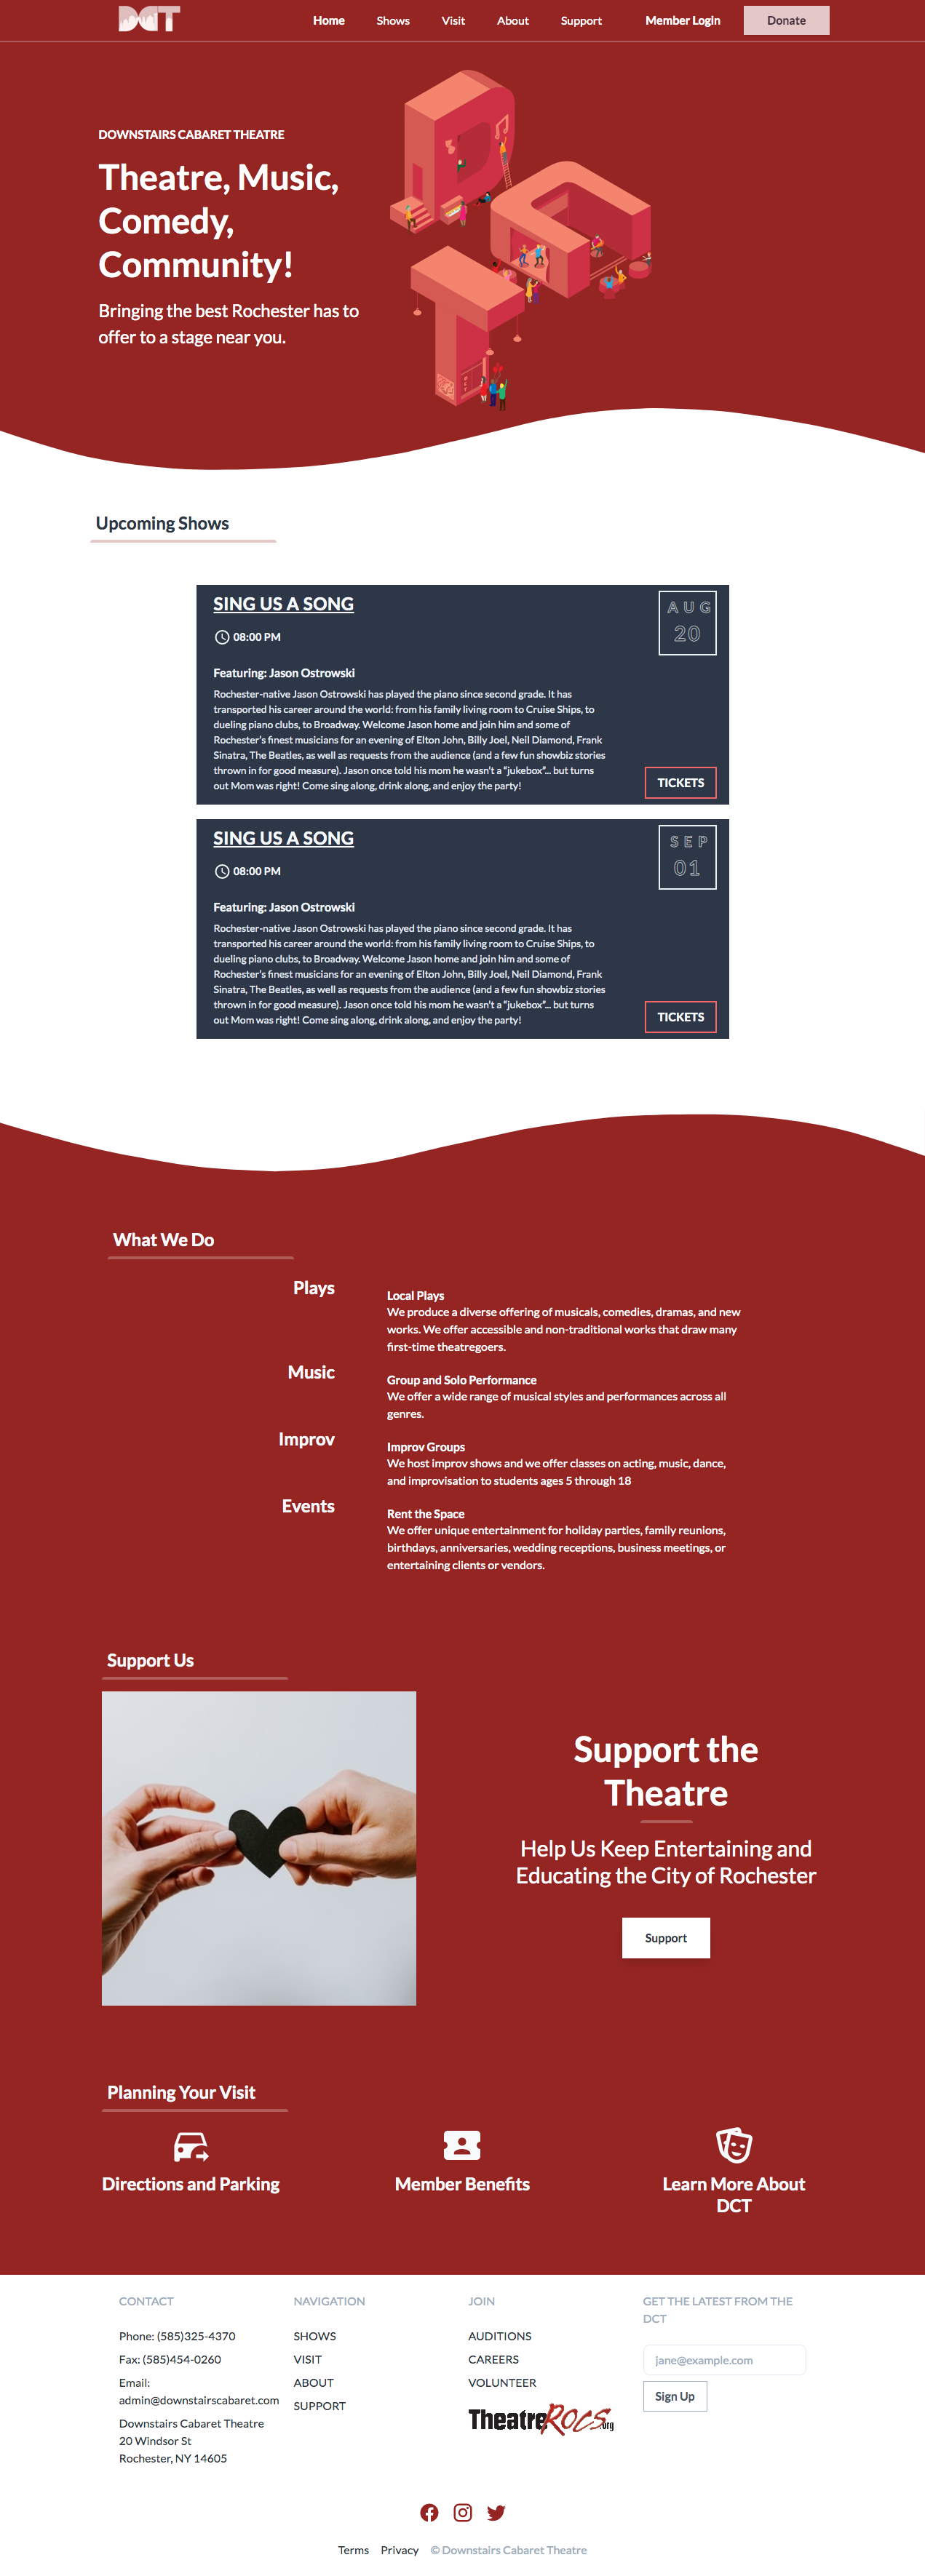 DCT
Home Shows Visit About Support Member Login Donate
DOWNSTAIRS CABARET THEATRE
Theatre, Music,
Comedy,
Community!
Bringing the best Rochester has to
offer to a stage near you.
DCT
Upcoming Shows
SING US A SONG
AUG
20
08:00 PM
Featuring: Jason Ostrowski
Rochester-native Jason Ostrowski has played the piano since second grade. It has
transported his career around the world: from his family living room to Cruise Ships, to
dueling piano clubs, to Broadway. Welcome Jason home and join him and some of
Rochester's finest musicians for an evening of Elton John, Billy Joel, Neil Diamond, Frank
Sinatra, The Beatles, as well as requests from the audience (and a few fun showbiz stories
thrown in for good measure). Jason once told his mom he wasn't a "jukebox"... but turns
out Mom was right! Come sing along, drink along, and enjoy the party!
TICKETS
SING US A SONG
SEP
01
08:00 PM
Featuring: Jason Ostrowski
Rochester-native Jason Ostrowski has played the piano since second grade. It has
transported his career around the world: from his family living room to Cruise Ships, to
dueling piano clubs, to Broadway. Welcome Jason home and join him and some of
Rochester's finest musicians for an evening of Elton John, Billy Joel, Neil Diamond, Frank
Sinatra, The Beatles, as well as requests from the audience (and a few fun showbiz stories
thrown in for good measure). Jason once told his mom he wasn't a "jukebox"... but turns
out Mom was right! Come sing along, drink along, and enjoy the party!
TICKETS
What We Do
Plays
Local Plays
We produce a diverse offering of musicals, comedies, dramas, and new
works. We offer accessible and non-traditional works that draw many
first-time theatregoers.
Music
Group and Solo Performance
We offer a wide range of musical styles and performances across all
genres.
Improv
Improv Groups
We host improv shows and we offer classes on acting, music, dance,
and improvisation to students ages 5 through 18
Events
Rent the Space
We offer unique entertainment for holiday parties, family reunions,
birthdays, anniversaries, wedding receptions, business meetings, or
entertaining clients or vendors.
Support Us
Support the
Theatre
Help Us Keep Entertaining and
Educating the City of Rochester
Support
Planning Your Visit
Directions and Parking
Member Benefits
Learn More About
DCT
CONTACT
Phone: (585)325-4370
Fax: (585)454-0260
Email:
admin@downstairscabaret.com
Downstairs Cabaret Theatre
20 Windsor St
Rochester, NY 14605
NAVIGATION
SHOWS
VISIT
ABOUT
SUPPORT
JOIN
AUDITIONS
CAREERS
VOLUNTEER
TheatreROCS.org
GET THE LATEST FROM THE
DCT
jane@example.com
Sign Up
Terms Privacy © Downstairs Cabaret Theatre